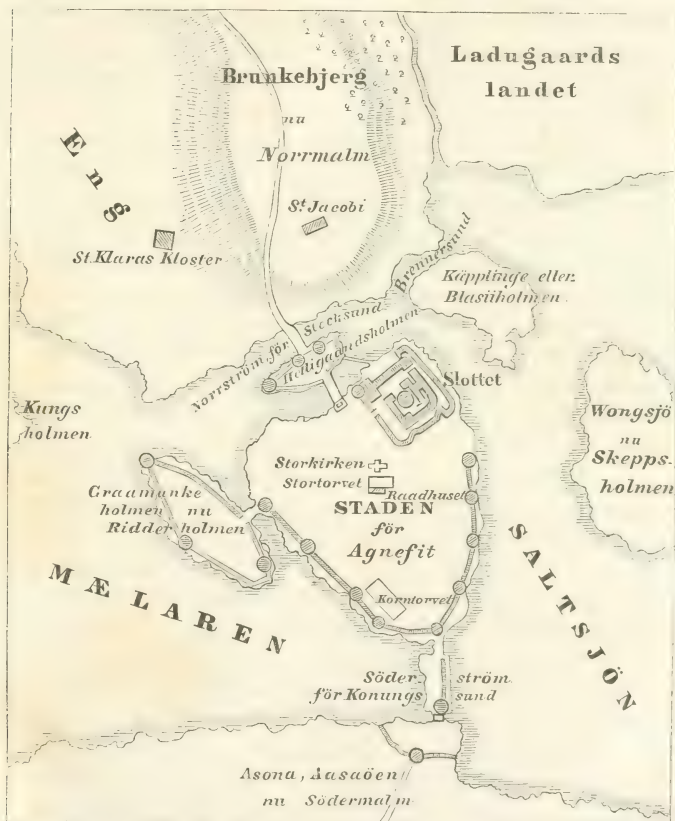 Ladugaards
landet
Brunkebjerg
nu
Norrmalm
Eng
St. Jacobi
St. Klaras Kloster
Brennersund
Käpplinge eller
Blasiiholmen
Norrström för Stocksund
Helligaandsholmen
Slottet
Kungs
holmen
Wongsjö
nu
Skepps-
holmen
Storkirken
Stortorvet
Raadhuset
STADEN
för
Agnefit
Graamunke
holmen nu
Ridder holmen
Korntorvet
MÆLAREN
SALTSJÖN
Söder ström
för Konungs sund
Asona, Aasaöen
nu Södermalm